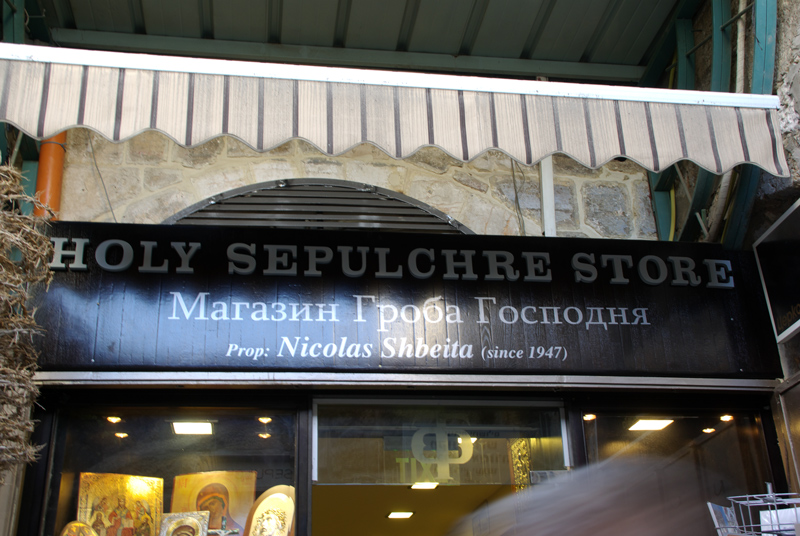 HOLY SEPULCHRE STORE
Магазин Гроба Господня
Prop: Nicolas Shbeita (since 1947)